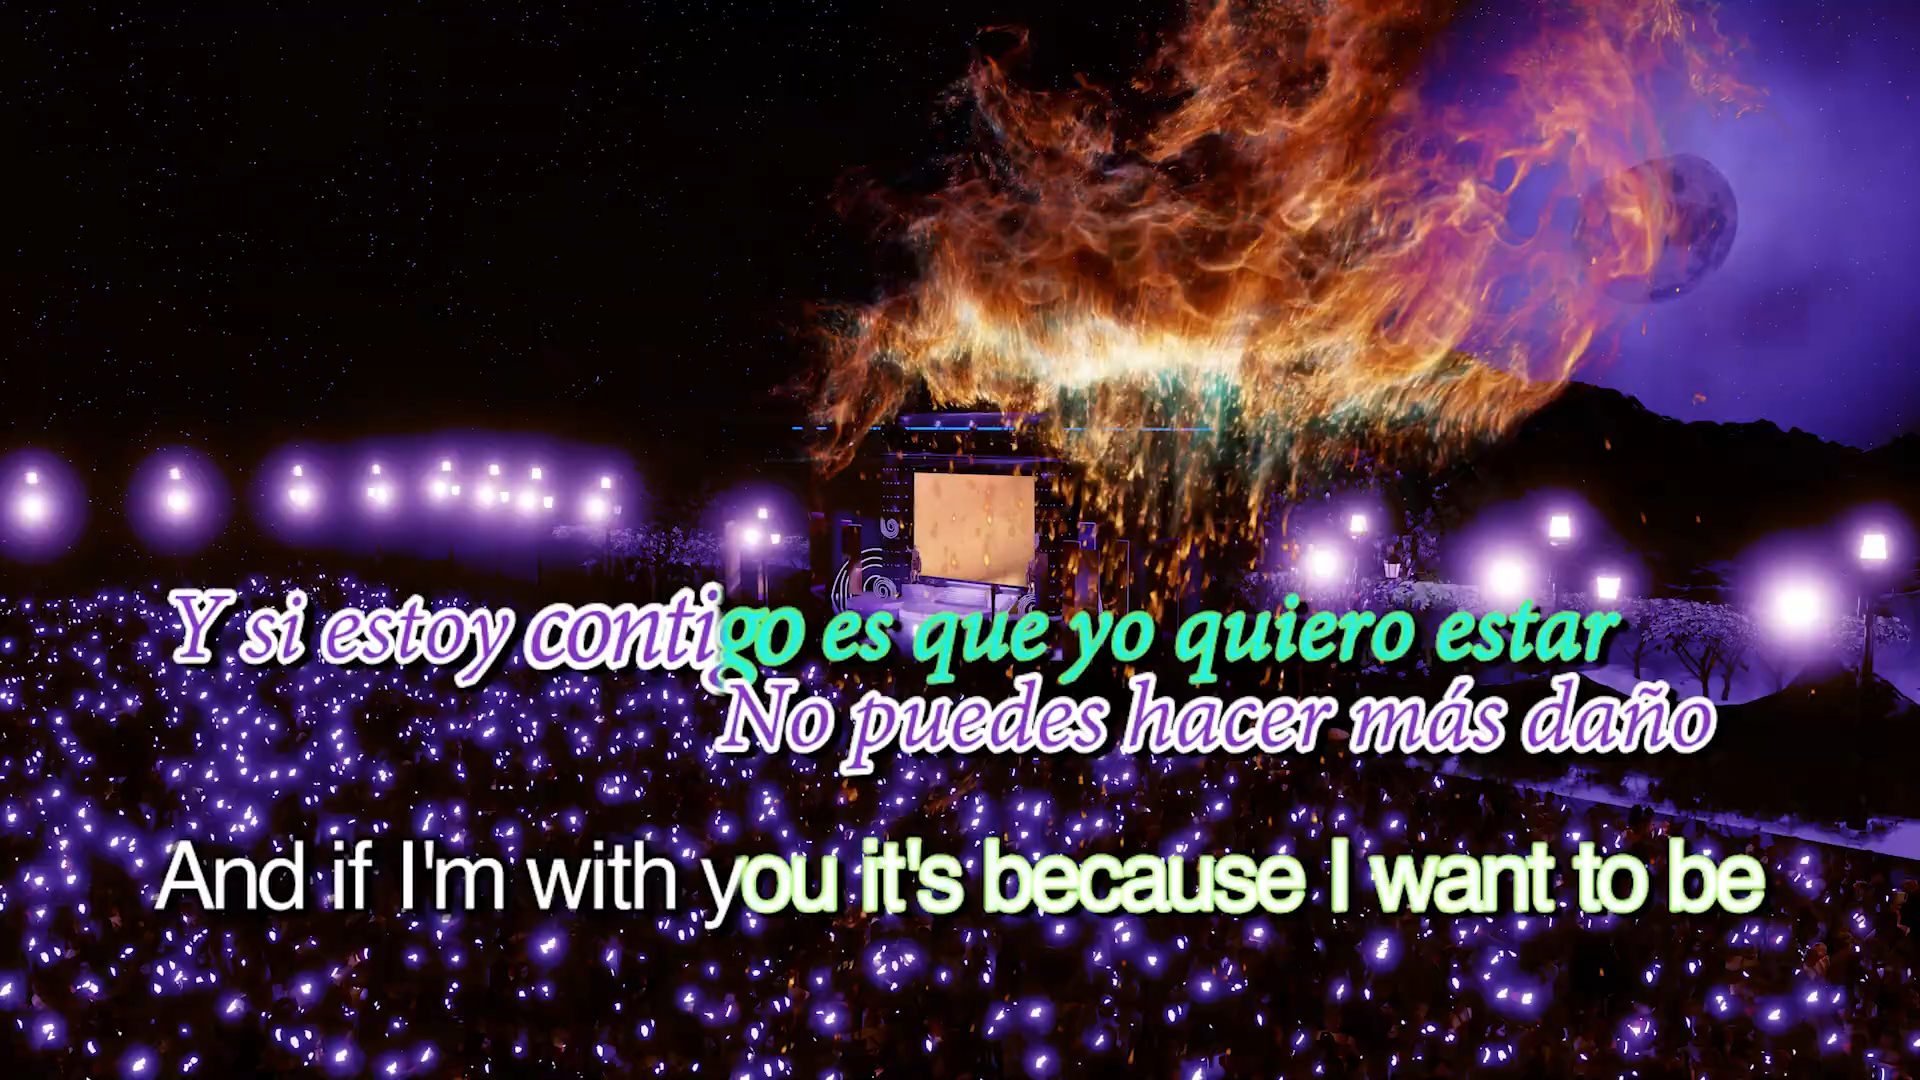 Y si estoy contigo es que yo quiero estar
No puedes hacer más daño
And if I'm with you it's because I want to be